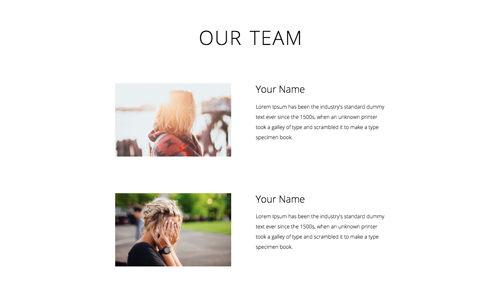 OUR TEAM
Your Name
Lorem Ipsum has been the industry's standard dummy
text ever since the 1500s, when an unknown printer
took a galley of type and scrambled it to make a type
specimen book.
Your Name
Lorem Ipsum has been the industry's standard dummy
text ever since the 1500s, when an unknown printer
took a galley of type and scrambled it to make a type
specimen book.